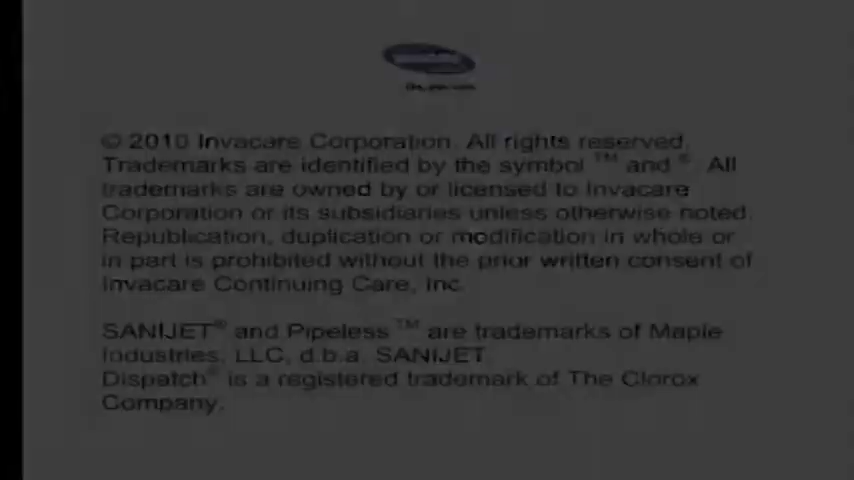 © 2010 Invacare Corporation. All rights reserved.
Trademarks are identified by the symbol ™ and ®. All
trademarks are owned by or licensed to Invacare
Corporation or its subsidiaries unless otherwise noted.
Republication, duplication or modification in whole or
in part is prohibited without the prior written consent of
Invacare Continuing Care, Inc.
SANIJET® and Pipeless™ are trademarks of Maple
Industries, LLC, d.b.a. SANIJET.
Dispatch® is a registered trademark of The Clorox
Company.